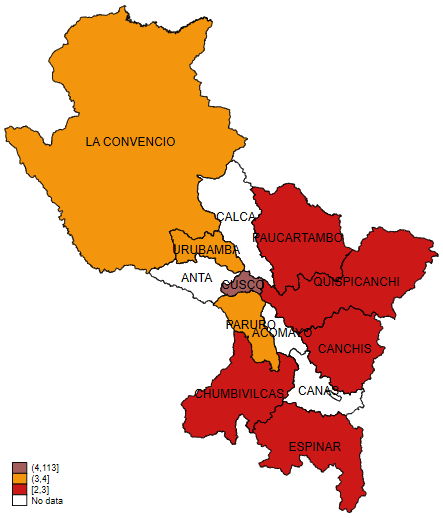 LA CONVENCIO
CALCA
PAUCARTAMBO
URUBAMBA
ANTA
CUSCO
QUISPICANCHI
PARURO
ACOMAYO
CANCHIS
CHUMBIVILCAS
CANAS
ESPINAR
(4,113]
(3,4]
[2,3]
No data